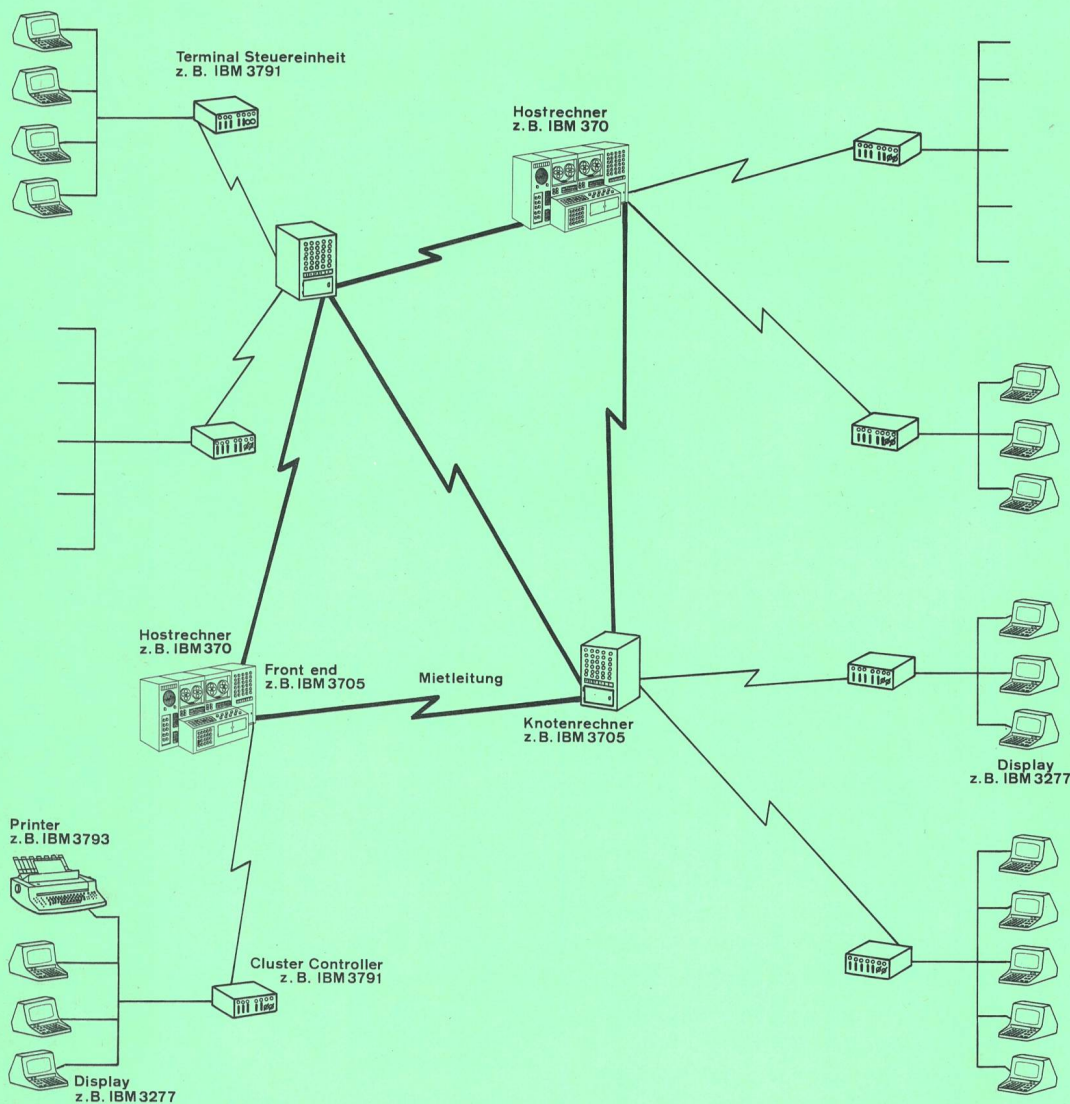 Terminal Steuereinheit
z. B. IBM 3791
Hostrechner
z. B. IBM 370
Hostrechner
z. B. IBM 370
Front end
z. B. IBM 3705
Mietleitung
Knotenrechner
z. B. IBM 3705
Display
z. B. IBM 3277
Printer
z. B. IBM 3793
Cluster Controller
z. B. IBM 3791
Display
z. B. IBM 3277